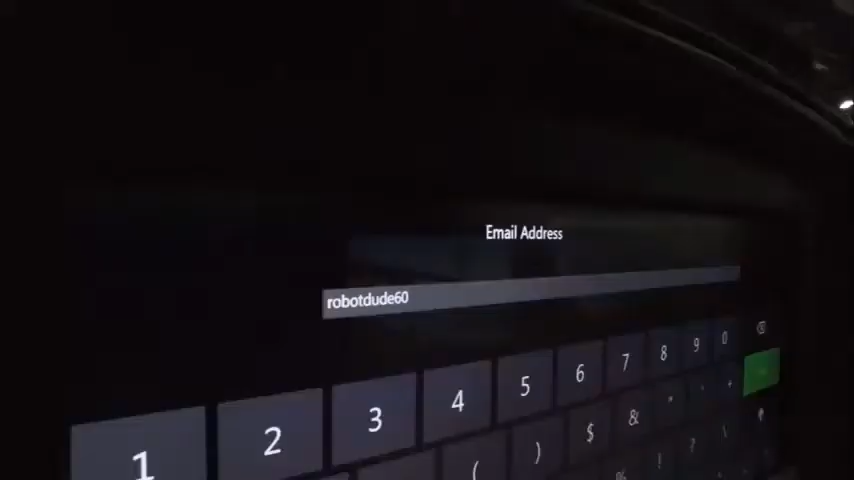 Email Address
robotdude60
1 2 3 4 5 6 7 8 9 0
( ) $ & * +
% ! ? \